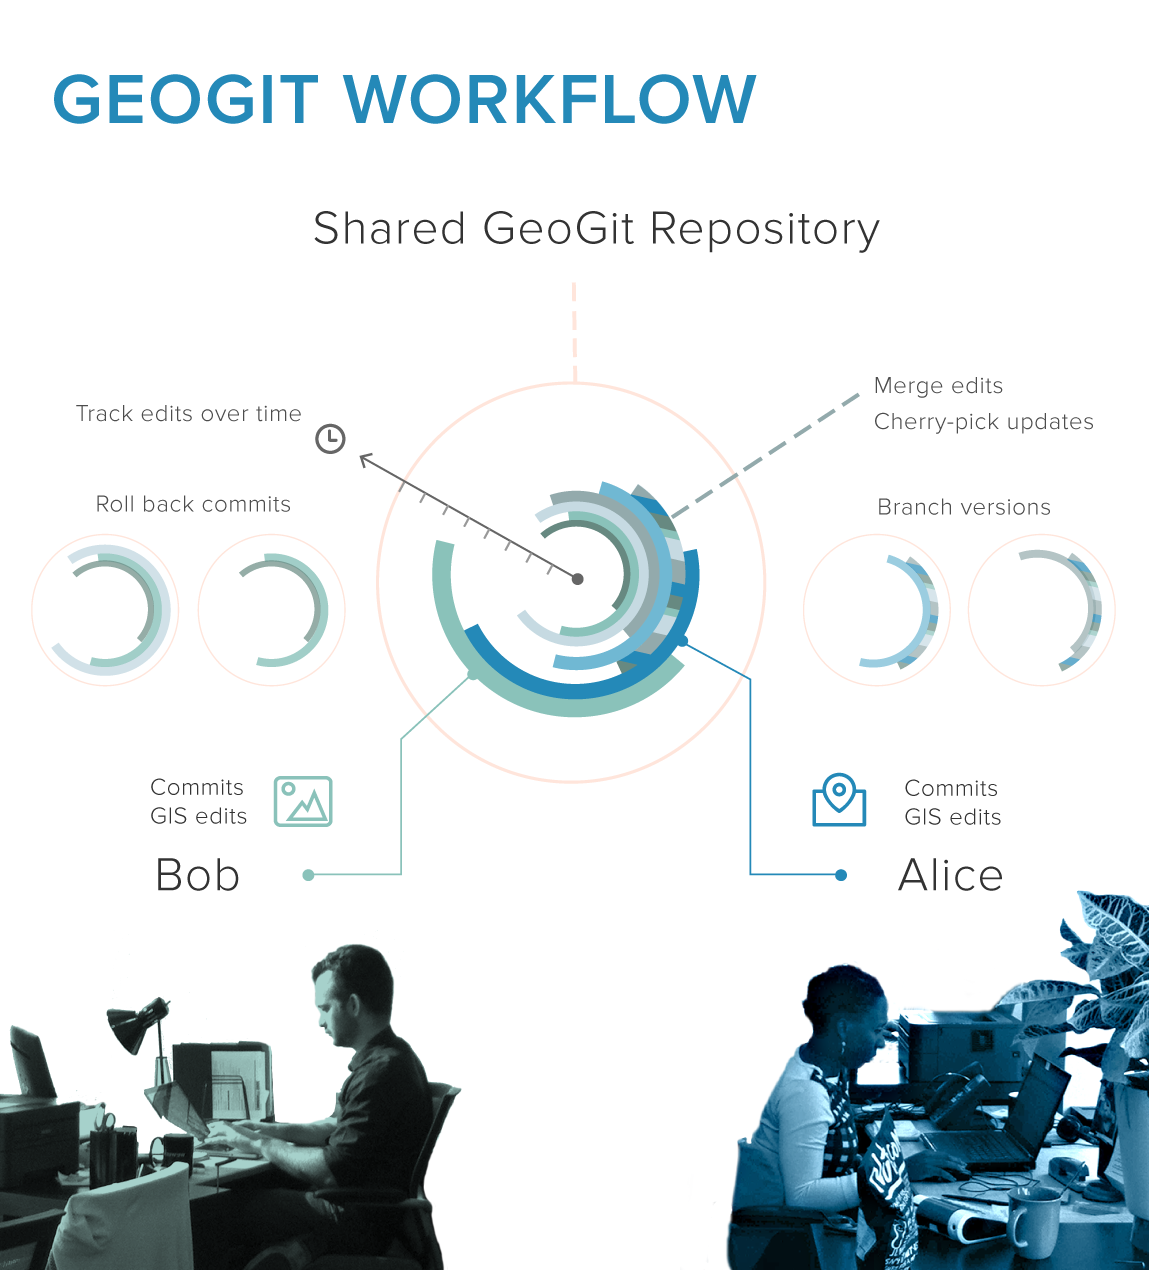 GEOGIT WORKFLOW
Shared GeoGit Repository
Track edits over time
Merge edits
Cherry-pick updates
Roll back commits
Branch versions
Commits
GIS edits
Bob
Commits
GIS edits
Alice